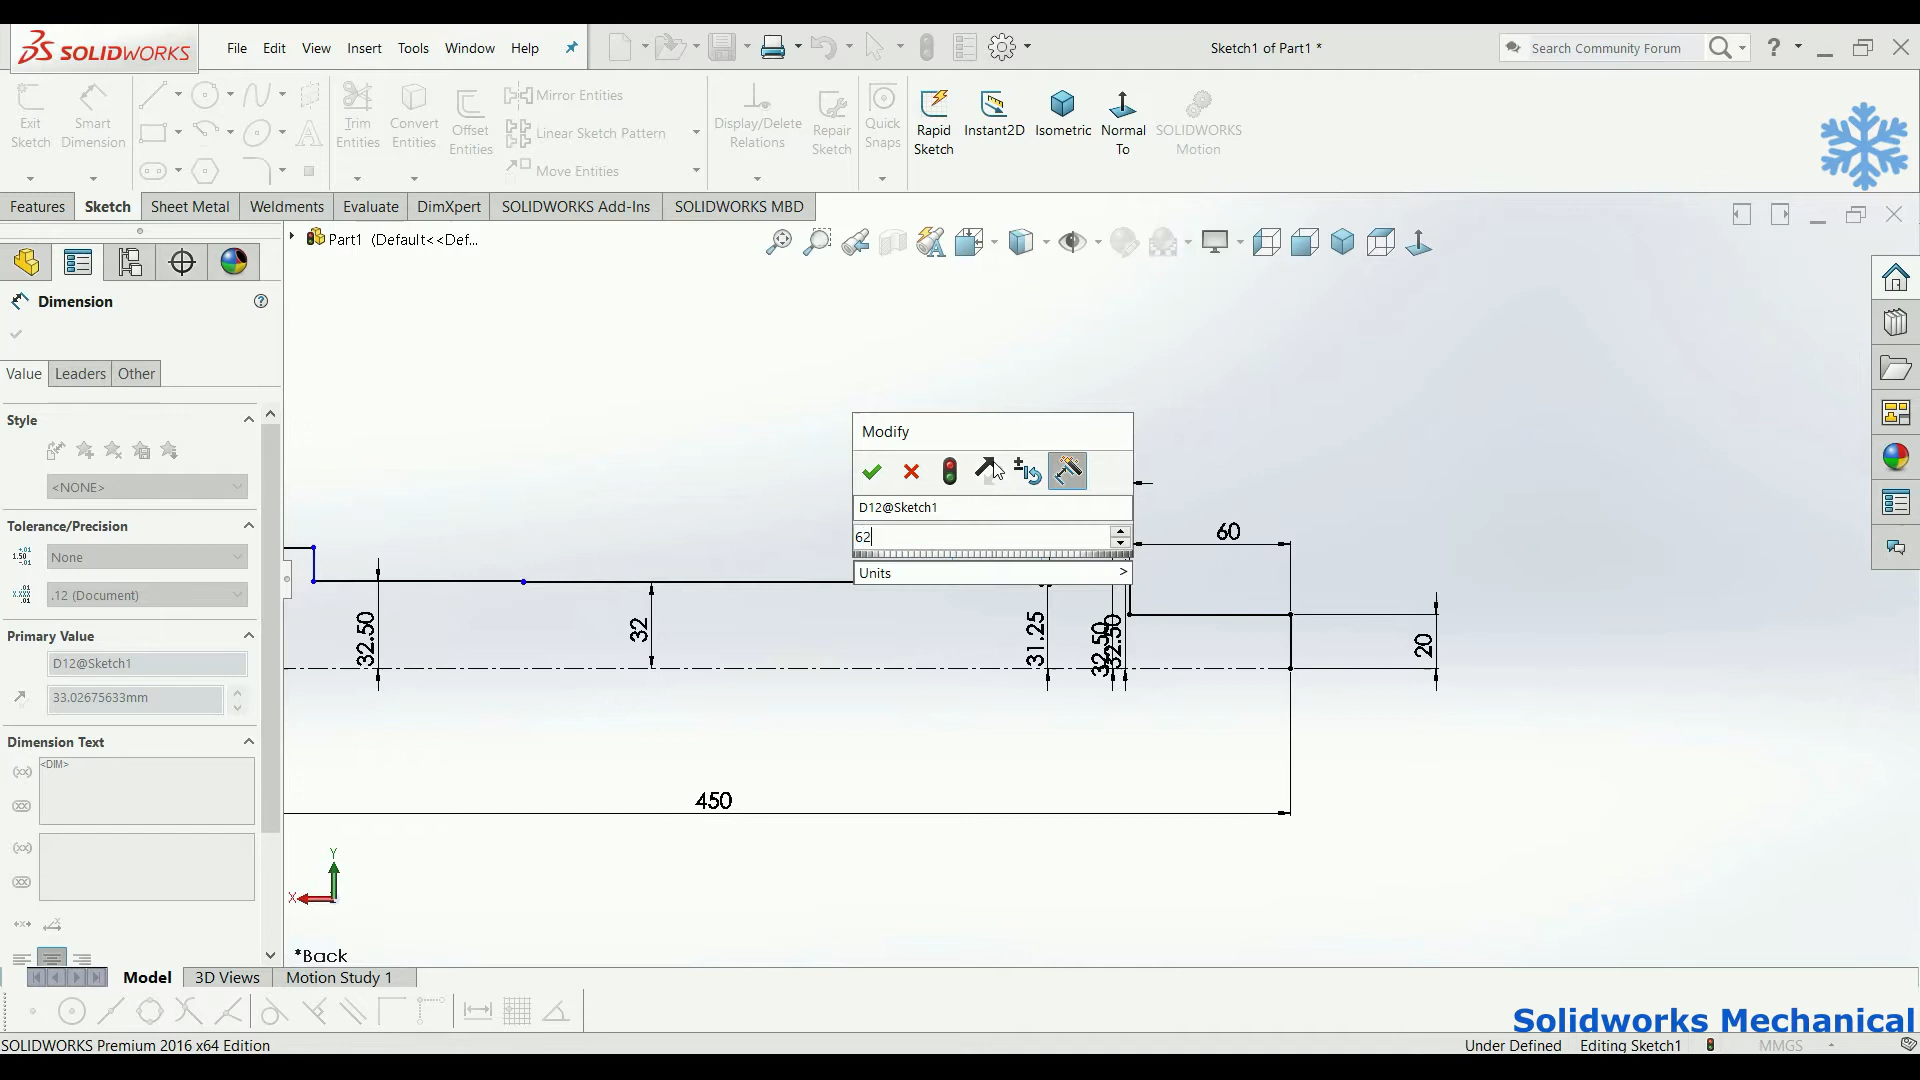 SOLIDWORKS
File Edit View Insert Tools Window Help
Sketch1 of Part1 *
Search Community Forum
Exit Sketch
Smart Dimension
Trim Entities
Convert Entities
Offset Entities
Mirror Entities
Linear Sketch Pattern
Move Entities
Display/Delete Relations
Repair Sketch
Quick Snaps
Rapid Sketch
Instant2D
Isometric
Normal To
SOLIDWORKS Motion
Features Sketch Sheet Metal Weldments Evaluate DimXpert SOLIDWORKS Add-Ins SOLIDWORKS MBD
Part1 (Default<<Def...
Dimension
Value Leaders Other
Style
<NONE>
Tolerance/Precision
None
.12 (Document)
Primary Value
D12@Sketch1
33.02675633mm
Dimension Text
<DIM>
Modify
D12@Sketch1
62
Units
60
32.50
32
31.25
32.50
32.50
20
450
Y
X
*Back
Model 3D Views Motion Study 1
Solidworks Mechanical
SOLIDWORKS Premium 2016 x64 Edition
Under Defined Editing Sketch1 MMGS